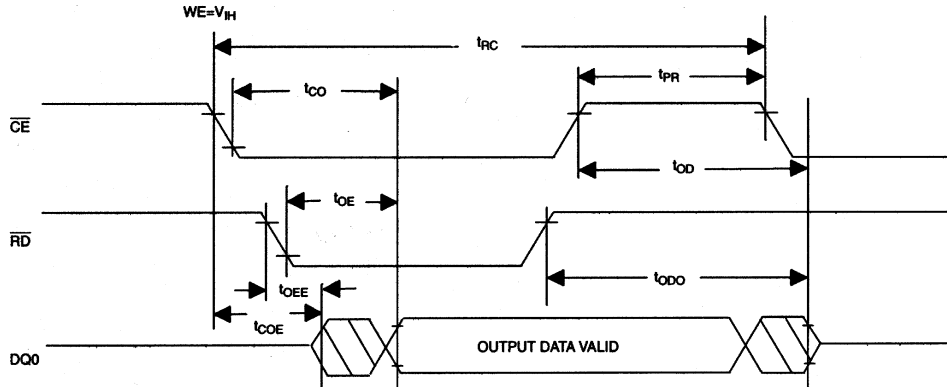 WE=VIH
tRC
tPR
tCO
CE
tOD
tOE
RD
tODO
tOEE
tCOE
DQ0
OUTPUT DATA VALID